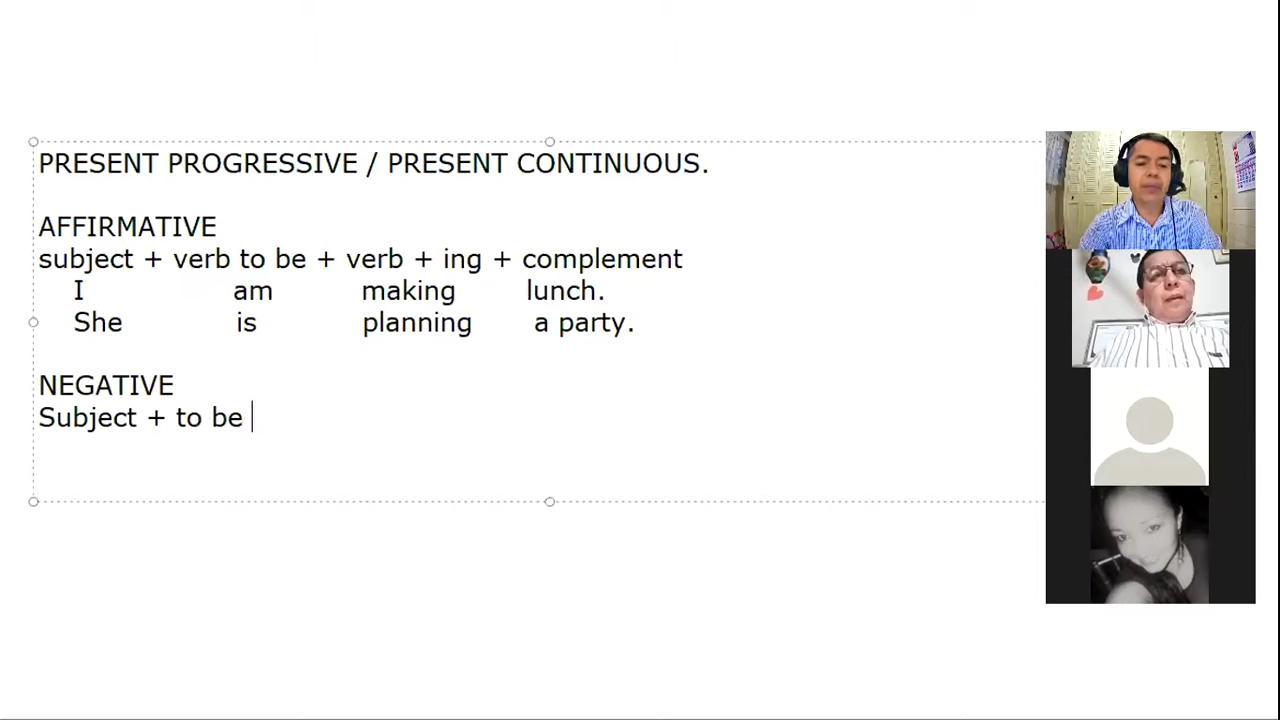 PRESENT PROGRESSIVE / PRESENT CONTINUOUS.
AFFIRMATIVE
subject + verb to be + verb + ing + complement
I am making lunch.
She is planning a party.
NEGATIVE
Subject + to be